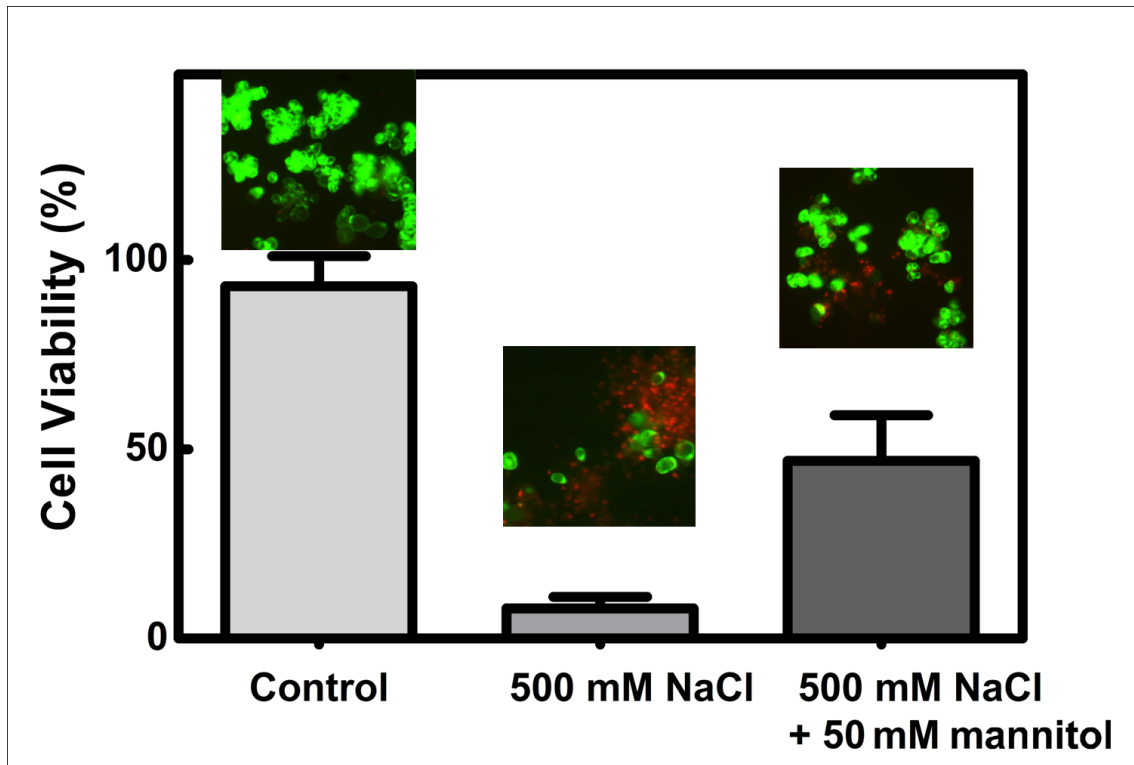 Cell Viability (%)
100
50
0
Control
500 mM NaCl
500 mM NaCl
+ 50 mM mannitol